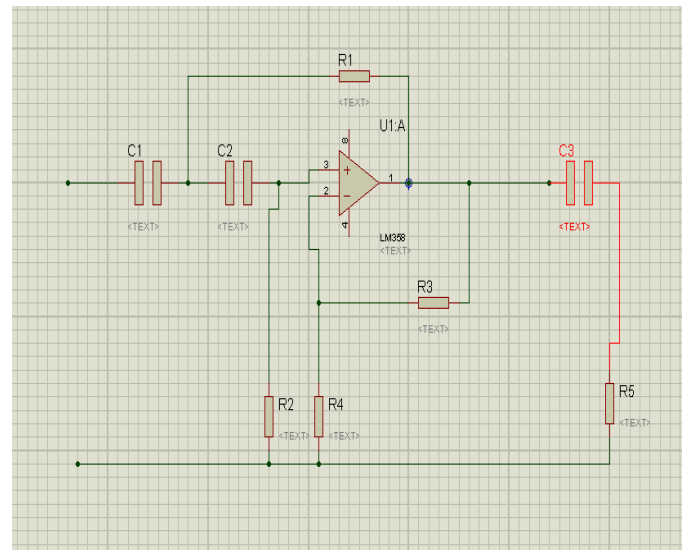 R1
<TEXT>
U1:A
C1
C2
C3
8
3
2
1
4
<TEXT>
<TEXT>
<TEXT>
LM358
<TEXT>
R3
<TEXT>
R2
R4
R5
<TEXT>
<TEXT>
<TEXT>